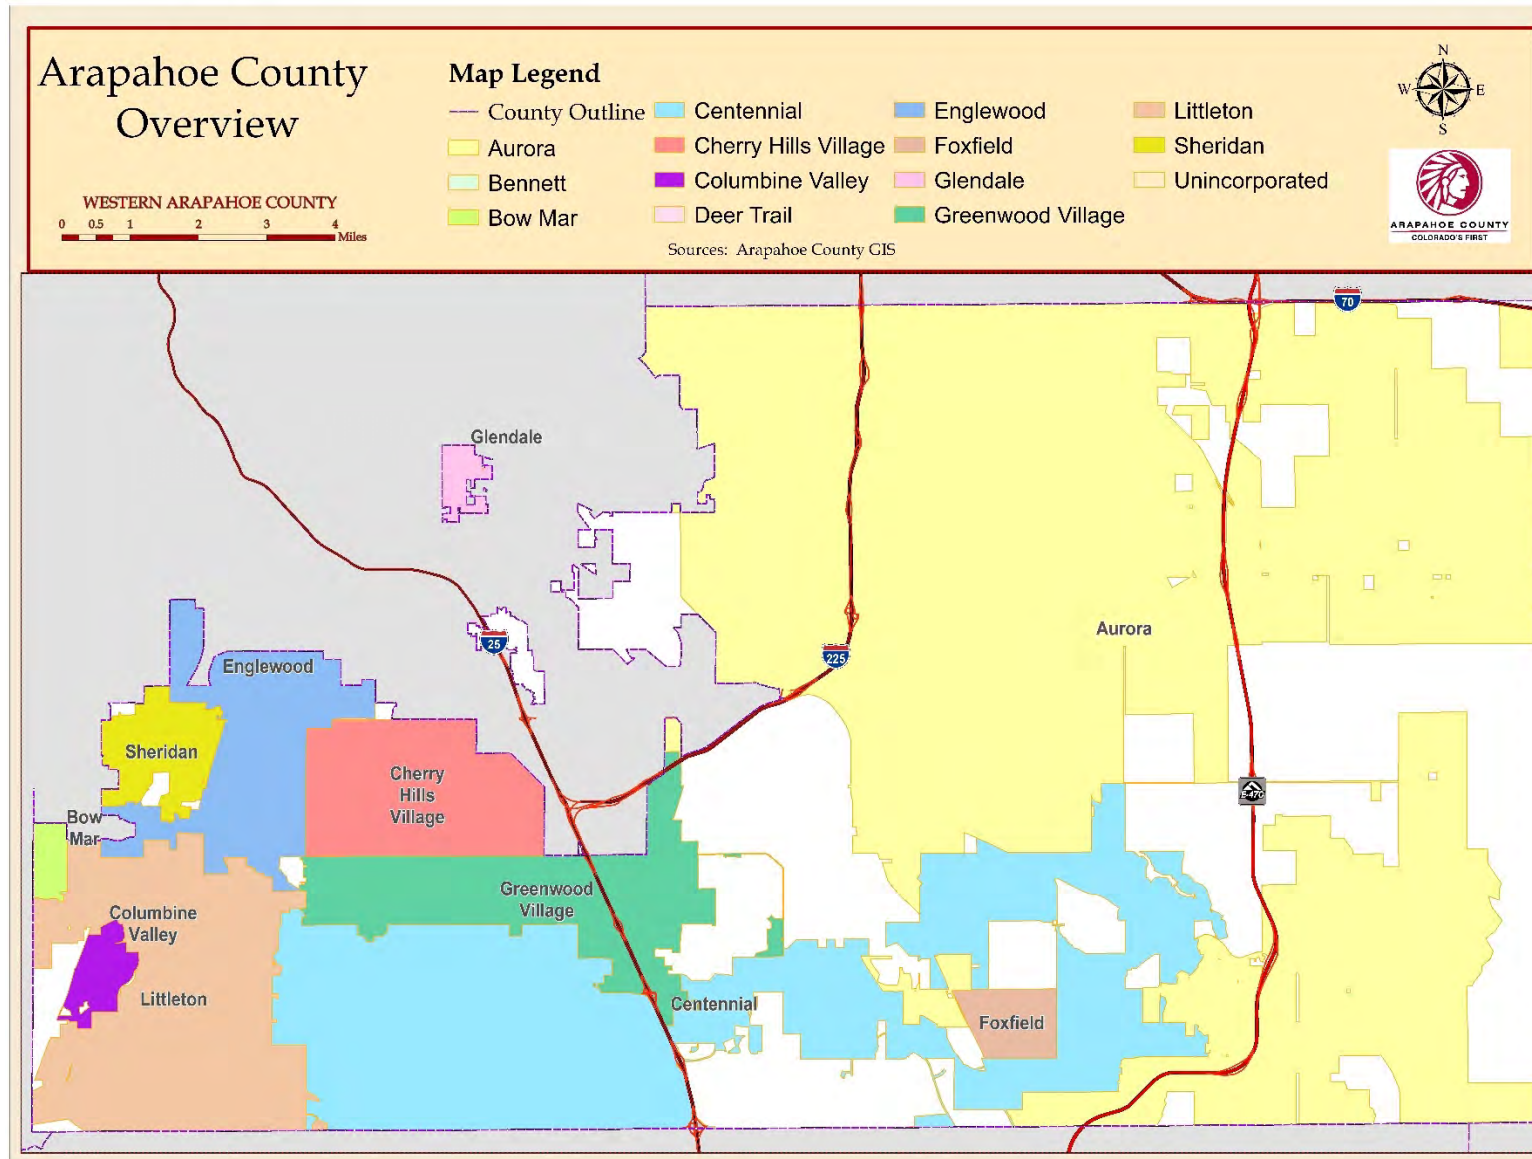 Arapahoe County
Overview
WESTERN ARAPAHOE COUNTY
0 0.5 1 2 3 4
Miles
Map Legend
County Outline
Aurora
Bennett
Bow Mar
Centennial
Cherry Hills Village
Columbine Valley
Deer Trail
Englewood
Foxfield
Glendale
Greenwood Village
Littleton
Sheridan
Unincorporated
Sources: Arapahoe County GIS
N
W E
S
ARAPAHOE COUNTY
COLORADO'S FIRST
70
Glendale
Aurora
25
225
Englewood
Sheridan
Cherry
Hills
Village
E-470
Bow
Mar
Greenwood
Village
Columbine
Valley
Littleton
Centennial
Foxfield